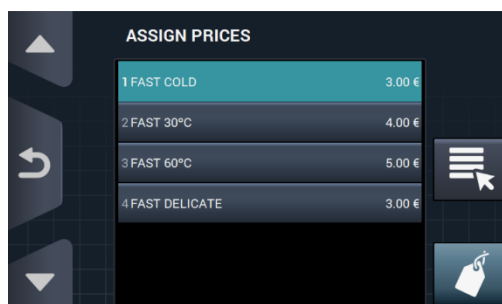 ASSIGN PRICES
1 FAST COLD 3.00 €
2 FAST 30ºC 4.00 €
3 FAST 60ºC 5.00 €
4 FAST DELICATE 3.00 €